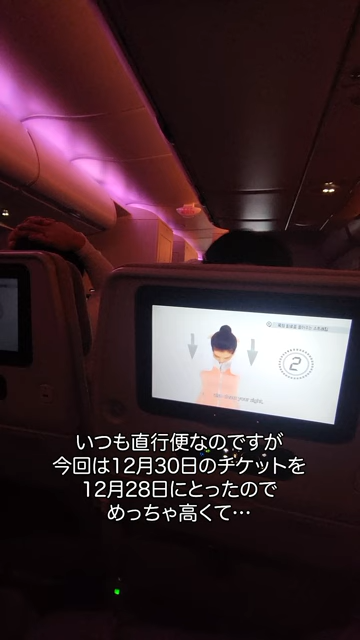 2
いつも直行便なのですが
今回は12月30日のチケットを
12月28日にとったので
めっちゃ高くて…